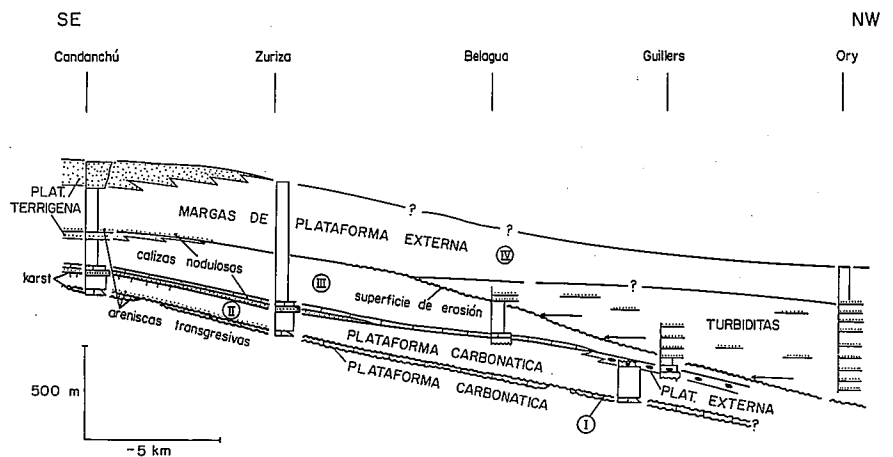 SE
NW
Candanchú
Zuriza
Belagua
Guillers
Ory
PLAT.
TERRIGENA
MARGAS DE PLATAFORMA EXTERNA
?
?
IV
karst
calizas nodulosas
III
superficie de erosión
?
TURBIDITAS
II
areniscas transgresivas
PLATAFORMA CARBONATICA
PLATAFORMA CARBONATICA
PLAT. EXTERNA
I
?
500 m
-5 km